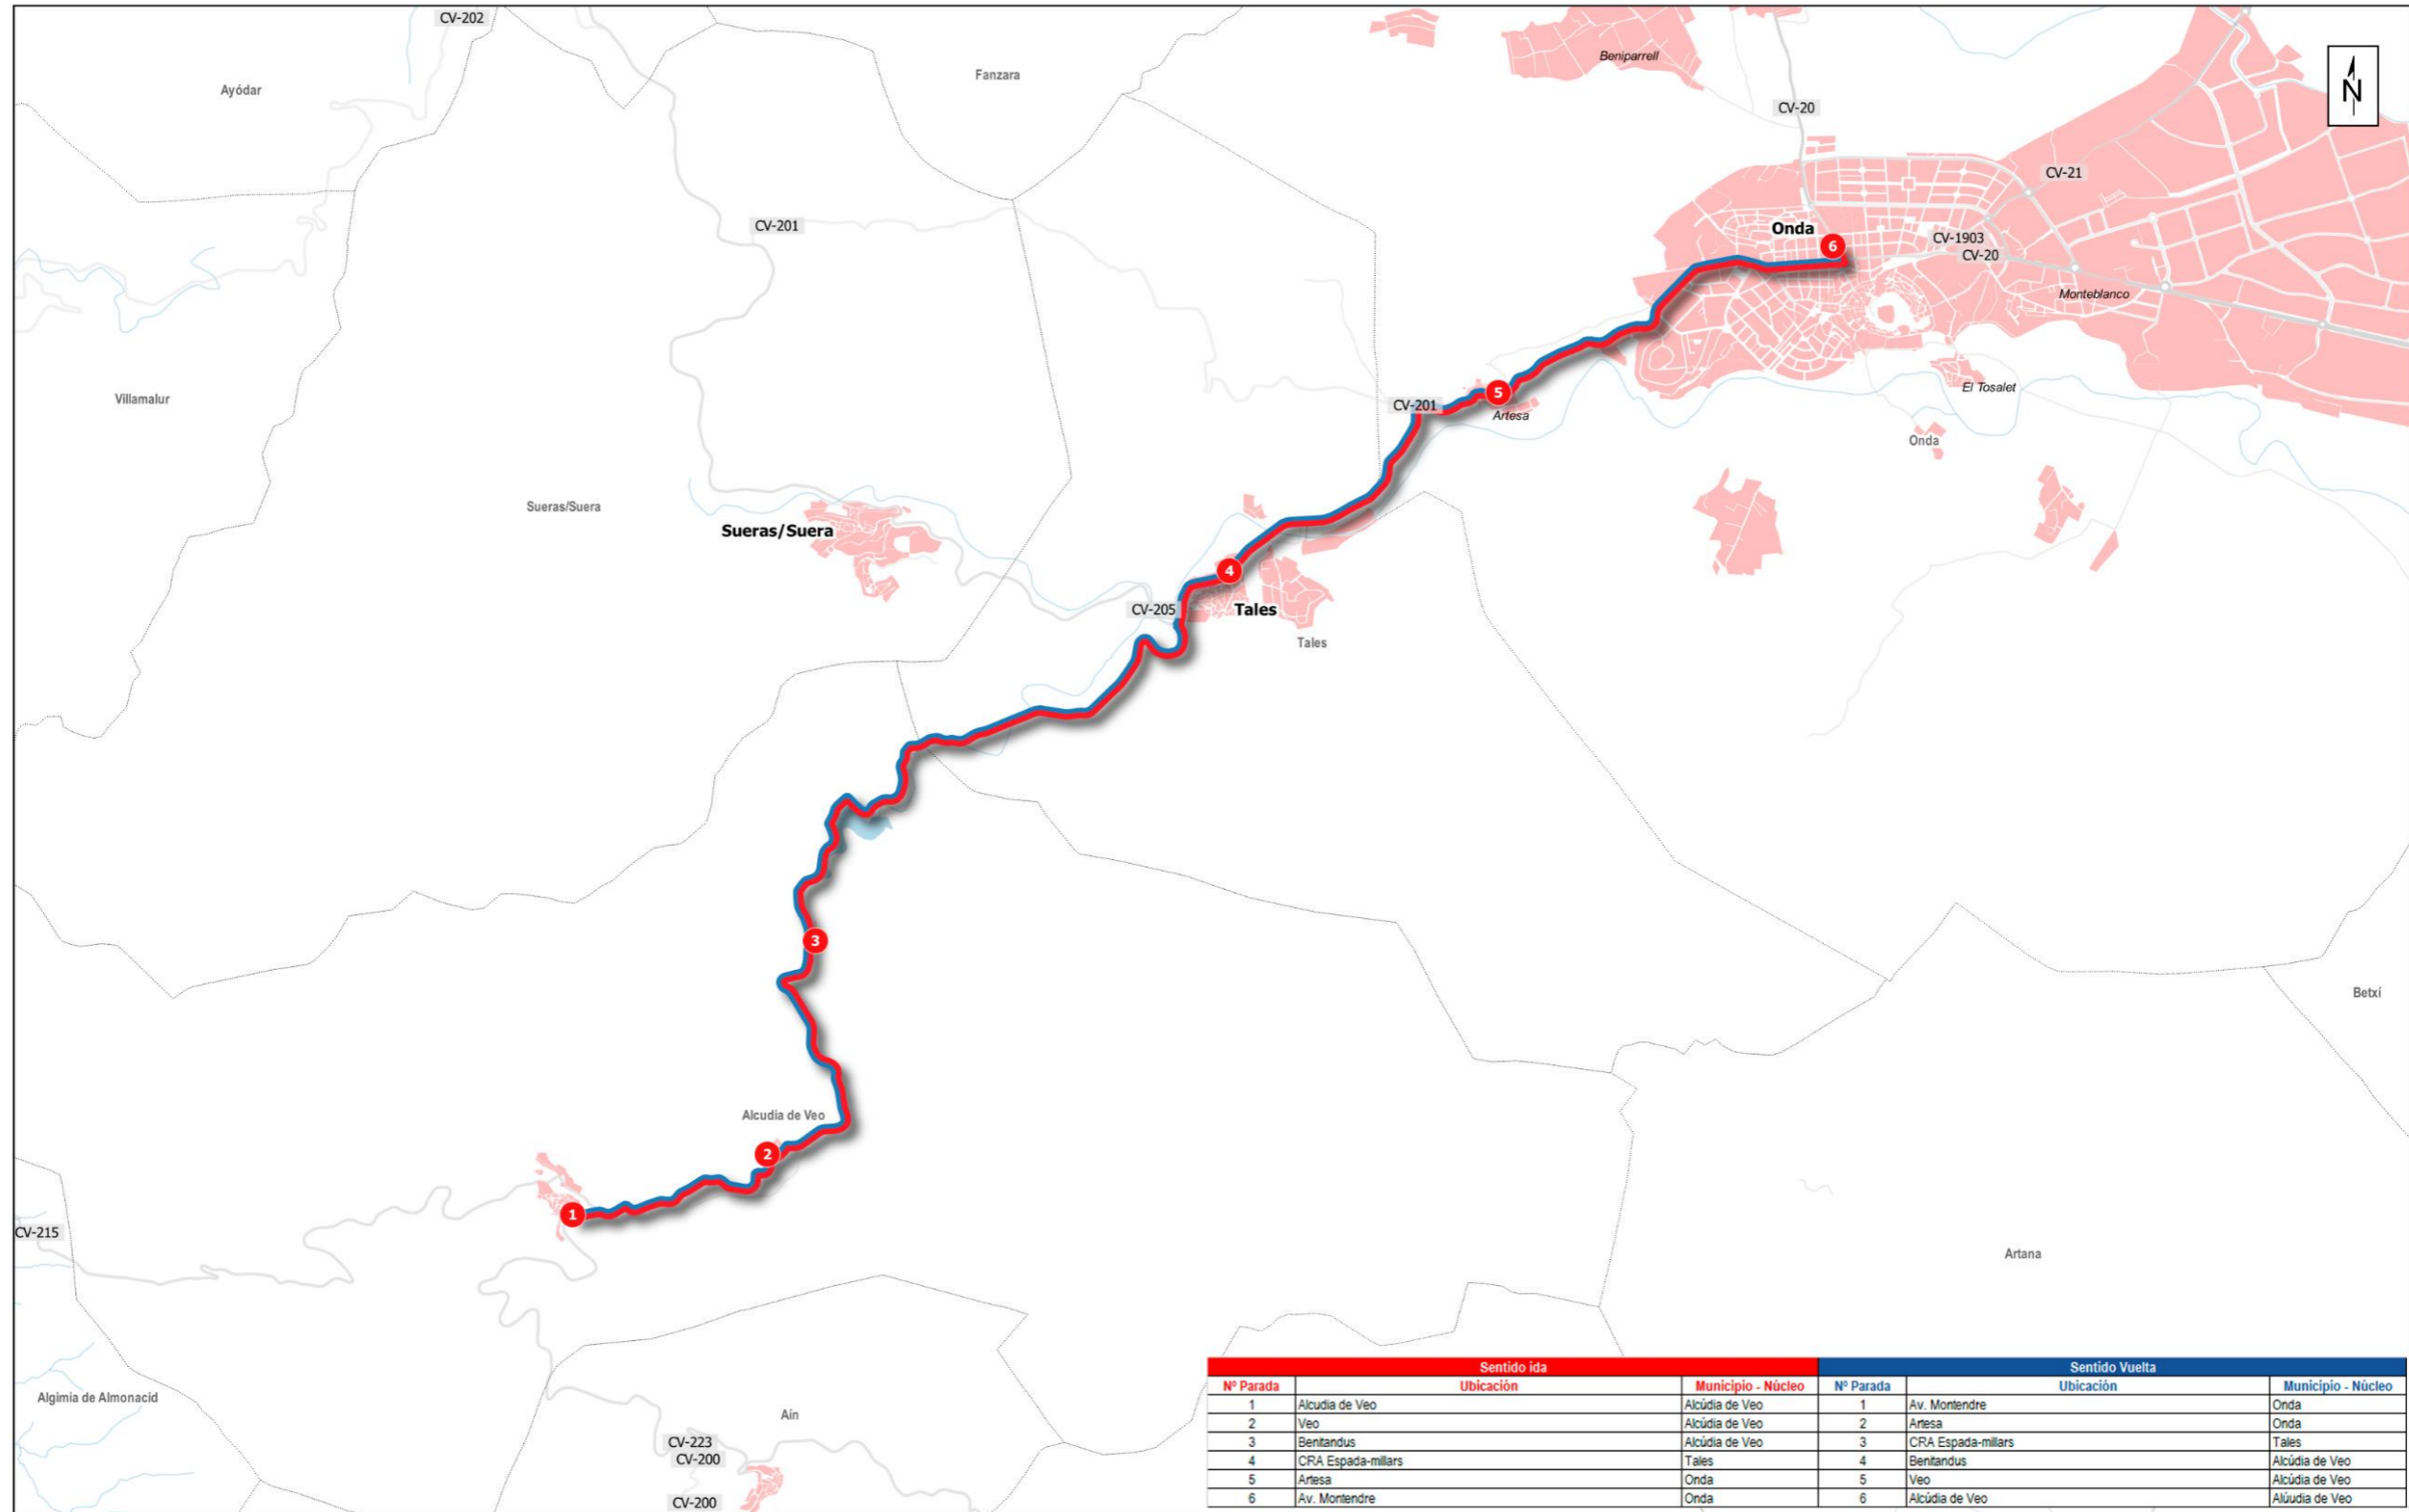 CV-202
Beniparrell
Fanzara
Ayódar
N
CV-20
CV-21
CV-201
Onda
6
CV-1903
CV-20
Monteblanco
El Tosalet
5
Villamalur
CV-201
Artesa
Onda
Sueras/Suera
Sueras/Suera
4
CV-205
Tales
Tales
3
Betxí
Alcudia de Veo
2
1
CV-215
Artana
Algimia de Almonacid
Aín
CV-223
CV-200
CV-200
Sentido ida Sentido Vuelta
Nº Parada Ubicación Municipio - Núcleo Nº Parada Ubicación Municipio - Núcleo
1 Alcudia de Veo Alcúdia de Veo 1 Av. Montendre Onda
2 Veo Alcúdia de Veo 2 Artesa Onda
3 Benitandus Alcúdia de Veo 3 CRA Espada-millars Tales
4 CRA Espada-millars Tales 4 Benitandus Alcúdia de Veo
5 Artesa Onda 5 Veo Alcúdia de Veo
6 Av. Montendre Onda 6 Alcúdia de Veo Alúudia de Veo